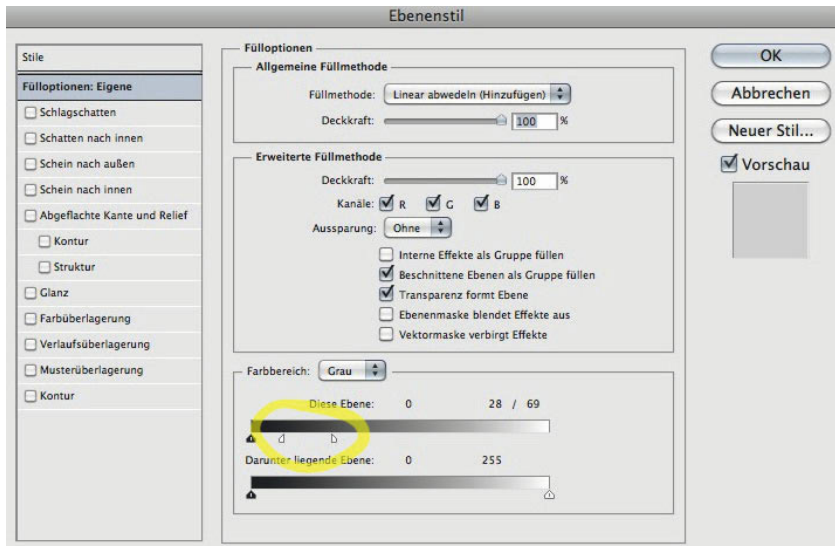 Ebenenstil
Stile
Fülloptionen: Eigene
Schlagschatten
Schatten nach innen
Schein nach außen
Schein nach innen
Abgeflachte Kante und Relief
Kontur
Struktur
Glanz
Farbüberlagerung
Verlaufsüberlagerung
Musterüberlagerung
Kontur
Fülloptionen
Allgemeine Füllmethode
Füllmethode: Linear abwedeln (Hinzufügen)
Deckkraft: 100 %
Erweiterte Füllmethode
Deckkraft: 100 %
Kanäle: R G B
Aussparung: Ohne
Interne Effekte als Gruppe füllen
Beschnittene Ebenen als Gruppe füllen
Transparenz formt Ebene
Ebenenmaske blendet Effekte aus
Vektormaske verbirgt Effekte
Farbbereich: Grau
Diese Ebene: 0 28 / 69
Darunter liegende Ebene: 0 255
OK
Abbrechen
Neuer Stil...
Vorschau